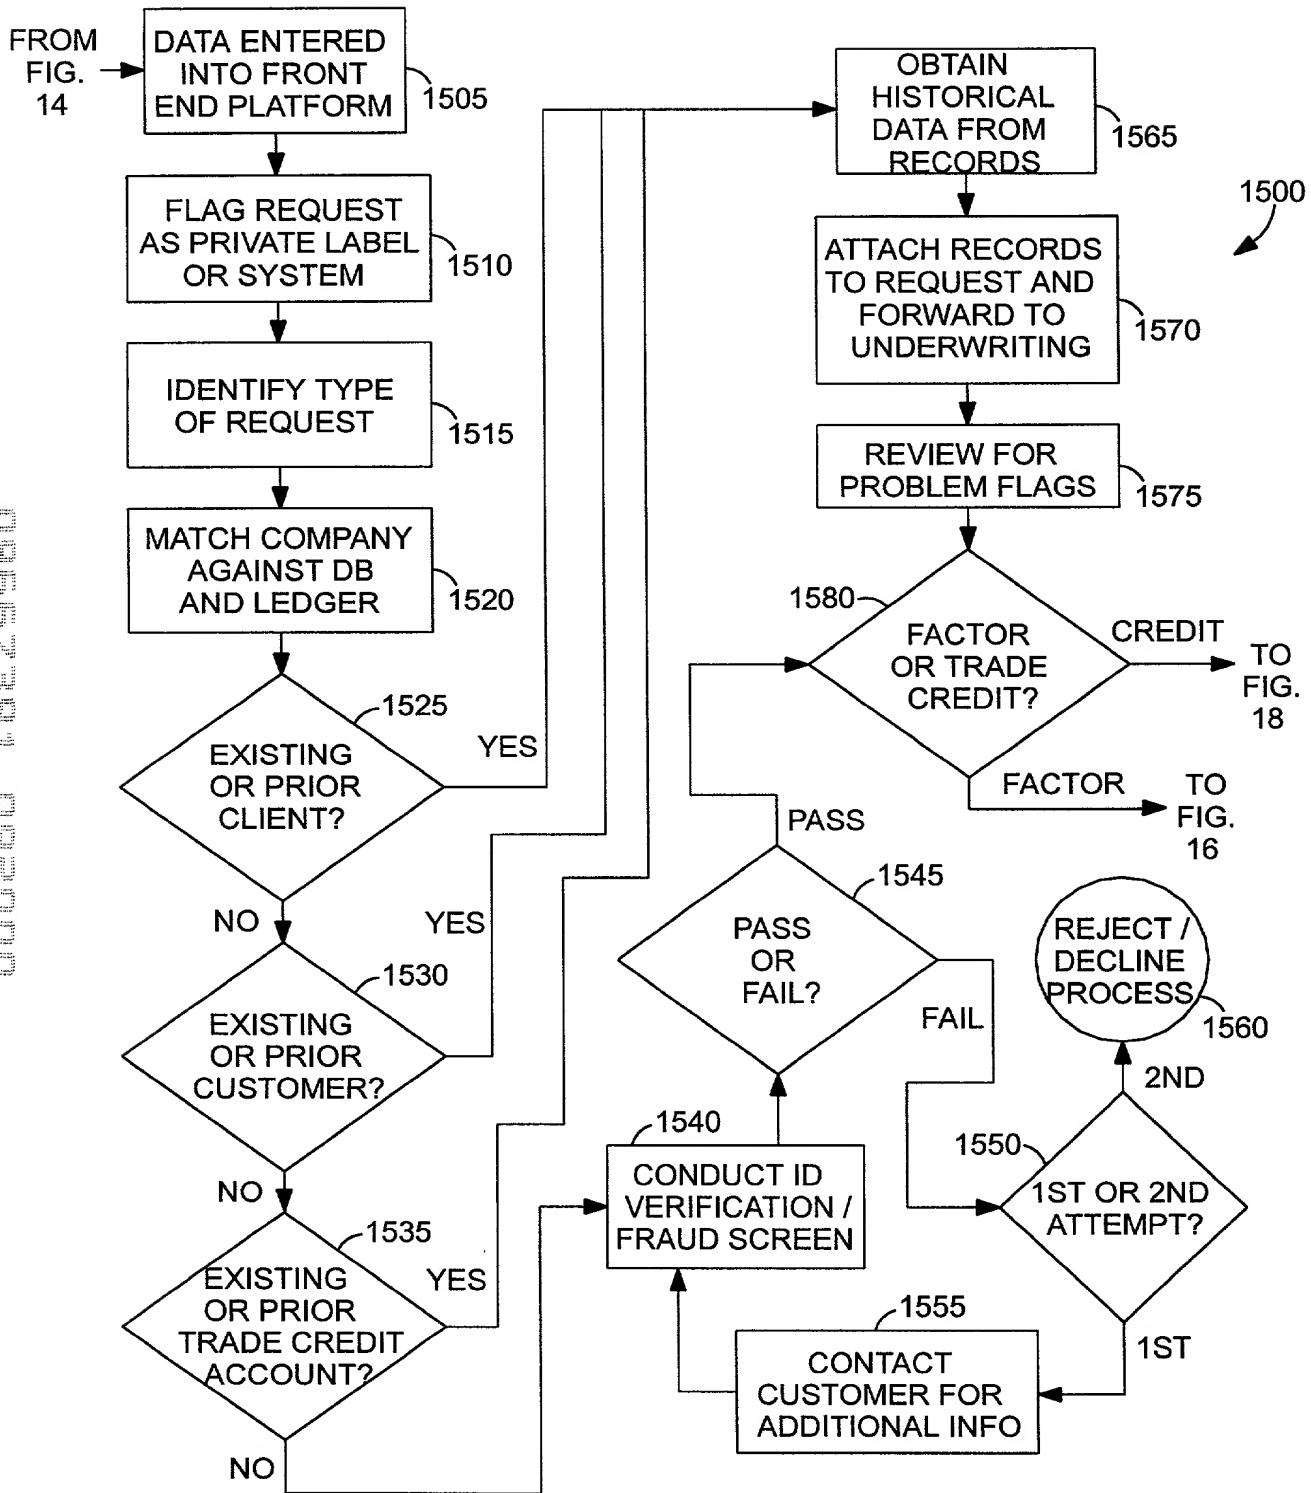 FROM
FIG.
14
DATA ENTERED
INTO FRONT
END PLATFORM
1505
FLAG REQUEST
AS PRIVATE LABEL
OR SYSTEM
1510
IDENTIFY TYPE
OF REQUEST
1515
MATCH COMPANY
AGAINST DB
AND LEDGER
1520
1525
EXISTING
OR PRIOR
CLIENT?
YES
NO
1530
EXISTING
OR PRIOR
CUSTOMER?
YES
NO
1535
EXISTING
OR PRIOR
TRADE CREDIT
ACCOUNT?
YES
NO
OBTAIN
HISTORICAL
DATA FROM
RECORDS
1565
1500
ATTACH RECORDS
TO REQUEST AND
FORWARD TO
UNDERWRITING
1570
REVIEW FOR
PROBLEM FLAGS
1575
1580
FACTOR
OR TRADE
CREDIT?
CREDIT
TO
FIG.
18
FACTOR
TO
FIG.
16
PASS
1545
PASS
OR
FAIL?
FAIL
REJECT /
DECLINE
PROCESS
1560
2ND
1540
CONDUCT ID
VERIFICATION /
FRAUD SCREEN
1550
1ST OR 2ND
ATTEMPT?
1ST
1555
CONTACT
CUSTOMER FOR
ADDITIONAL INFO